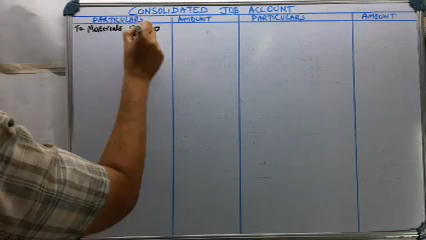 CONSOLIDATED JOB ACCOUNT
PARTICULARS AMOUNT PARTICULARS AMOUNT
To Materials